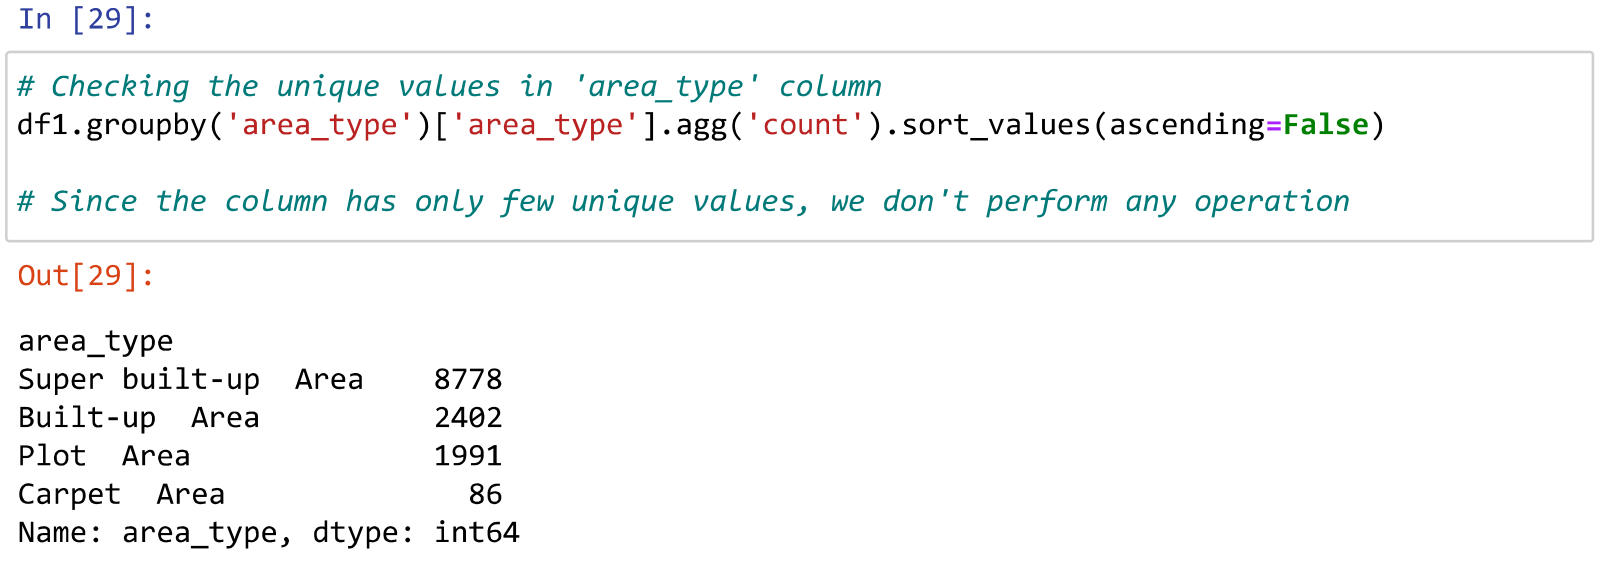 In [29]:
# Checking the unique values in 'area_type' column
df1.groupby('area_type')['area_type'].agg('count').sort_values(ascending=False)
# Since the column has only few unique values, we don't perform any operation
Out[29]:
area_type
Super built-up  Area    8778
Built-up  Area          2402
Plot  Area              1991
Carpet  Area              86
Name: area_type, dtype: int64